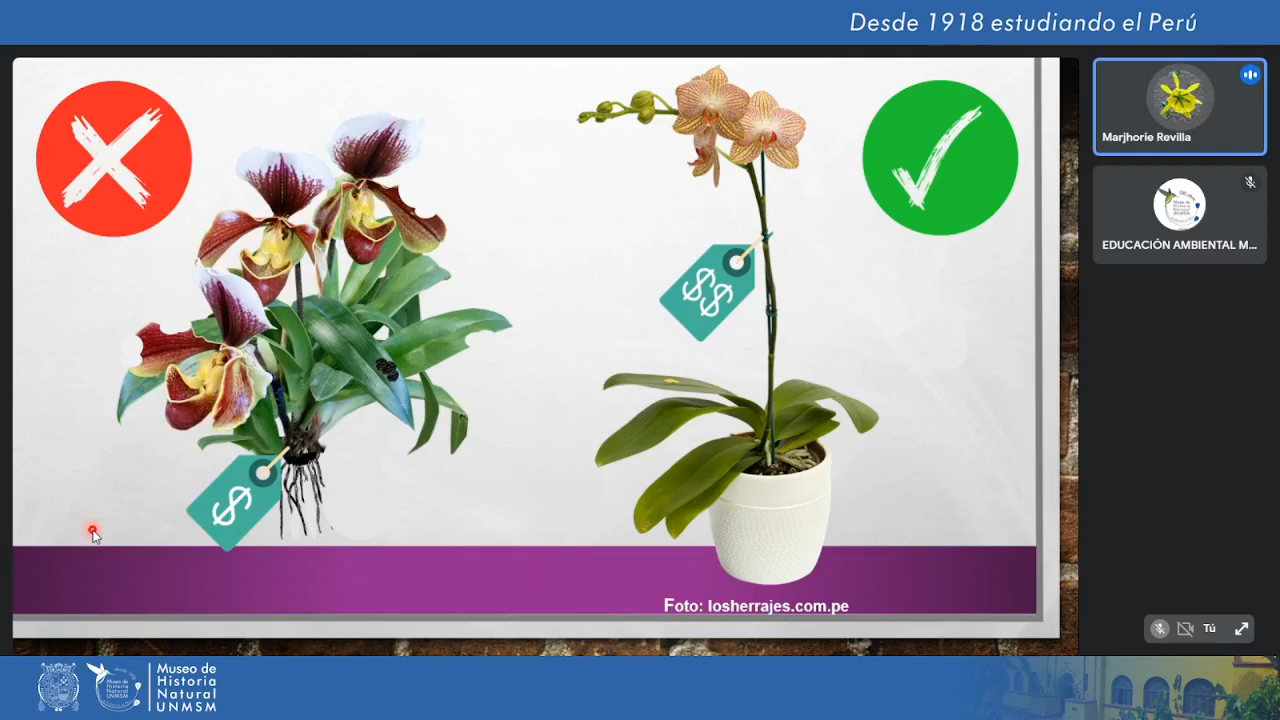 Desde 1918 estudiando el Perú
$
$$
Foto: losherrajes.com.pe
Marjhorie Revilla
EDUCACIÓN AMBIENTAL M...
Tú
Museo de
Historia
Natural
UNMSM